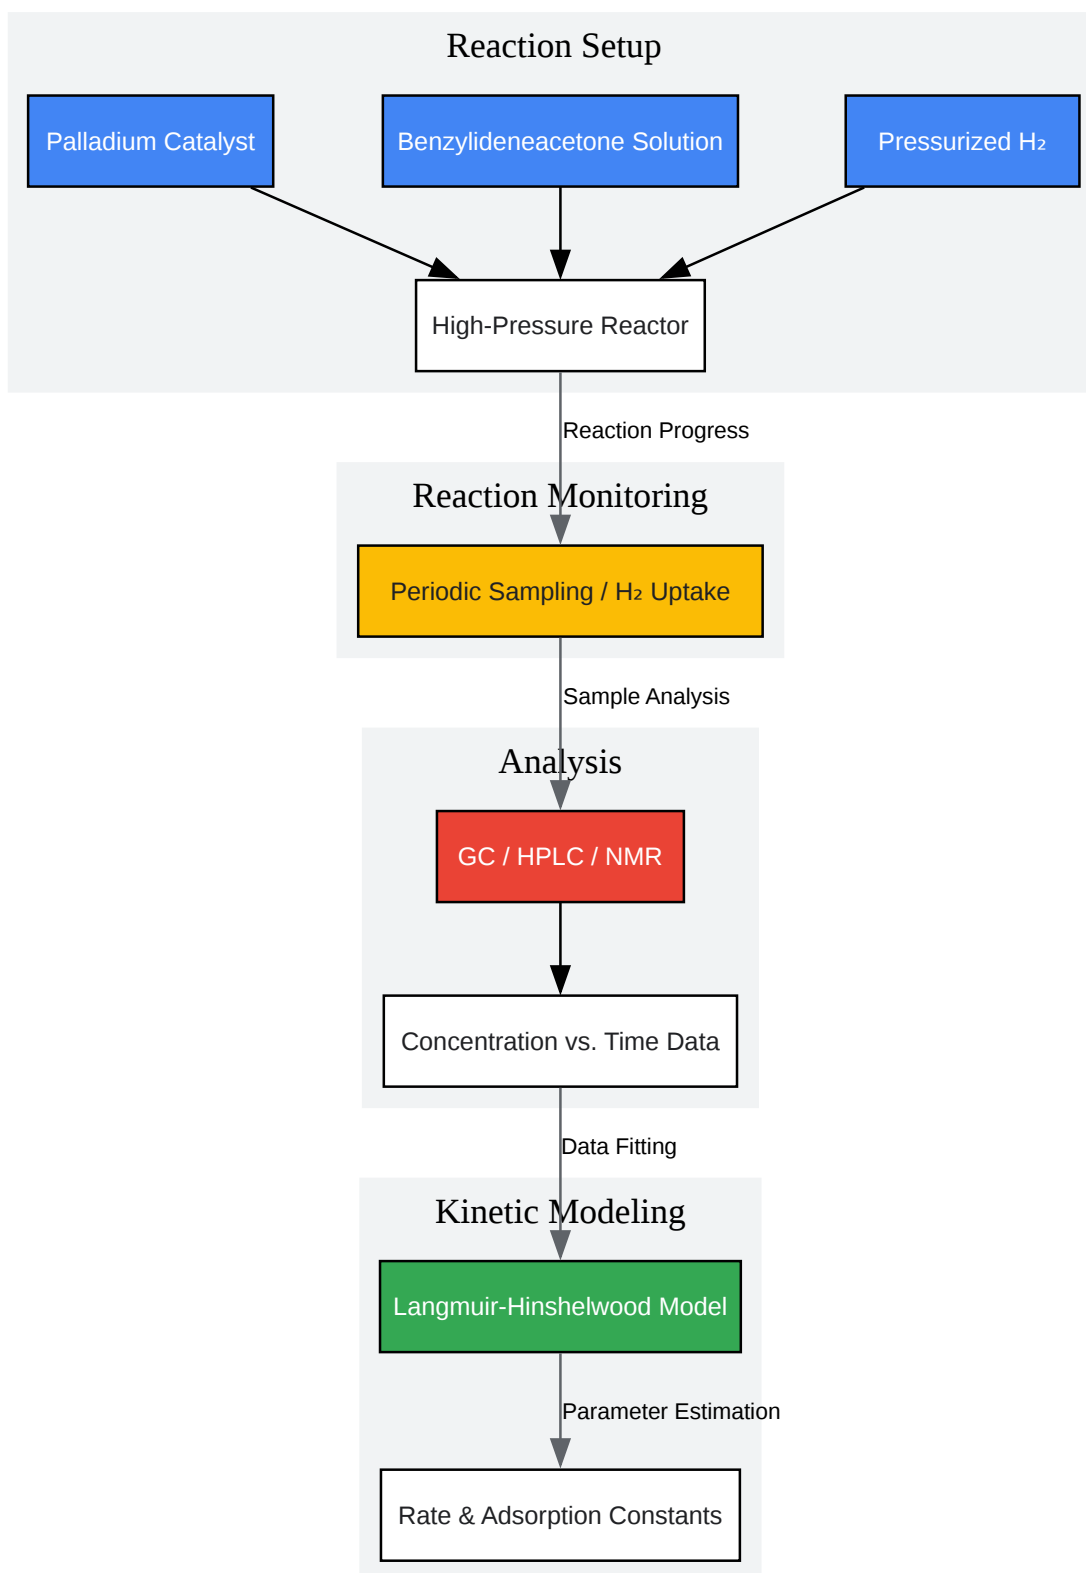 Reaction Setup
Palladium Catalyst
Benzylideneacetone Solution
Pressurized H₂
High-Pressure Reactor
Reaction Progress
Reaction Monitoring
Periodic Sampling / H₂ Uptake
Sample Analysis
Analysis
GC / HPLC / NMR
Concentration vs. Time Data
Data Fitting
Kinetic Modeling
Langmuir-Hinshelwood Model
Parameter Estimation
Rate & Adsorption Constants